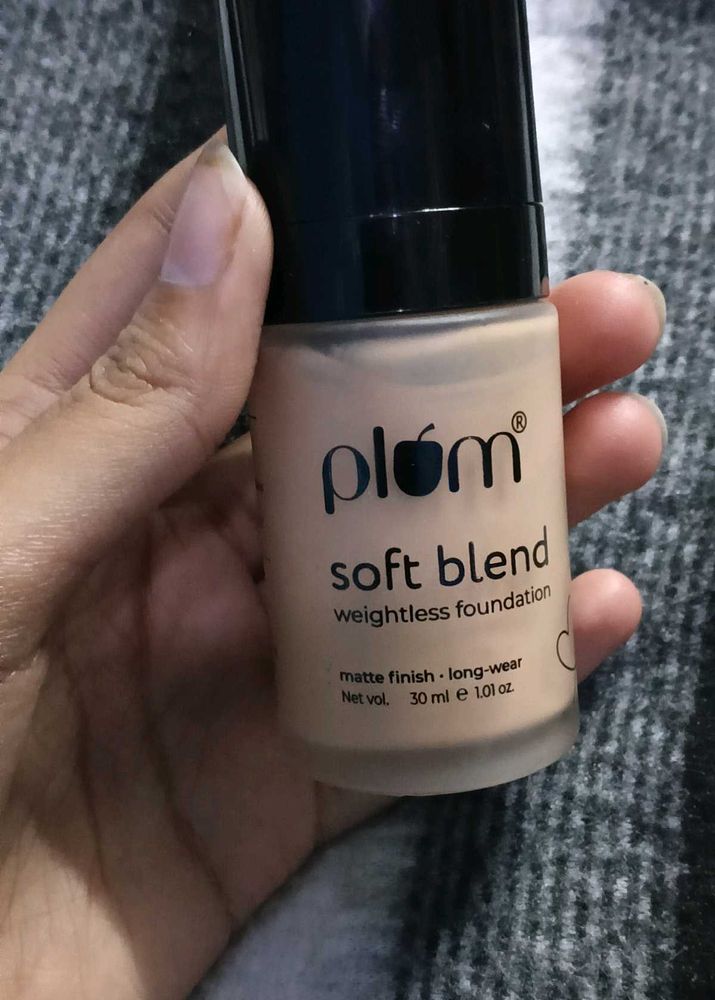 plum®
soft blend
weightless foundation
matte finish · long-wear
Net vol. 30 ml ℮ 1.01 oz.